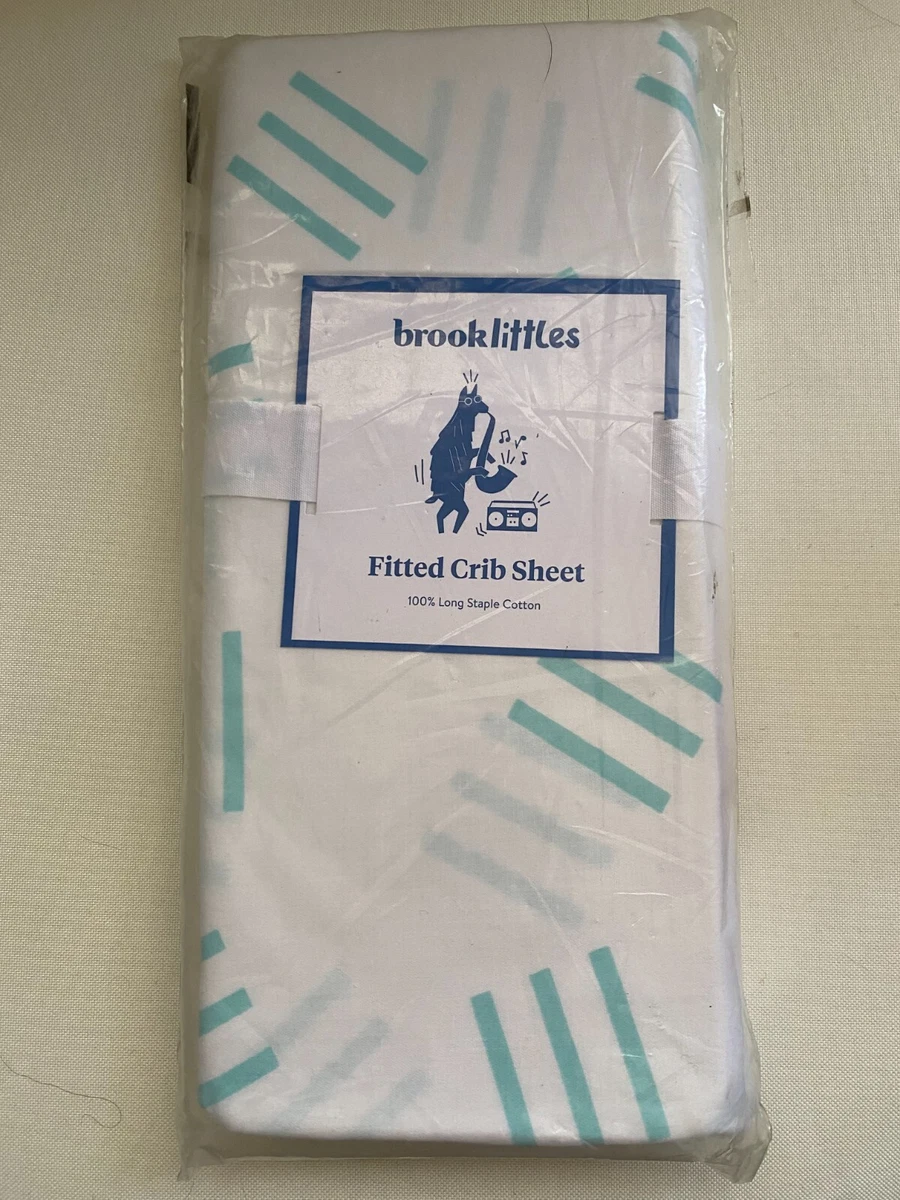 brooklittles
Fitted Crib Sheet
100% Long Staple Cotton